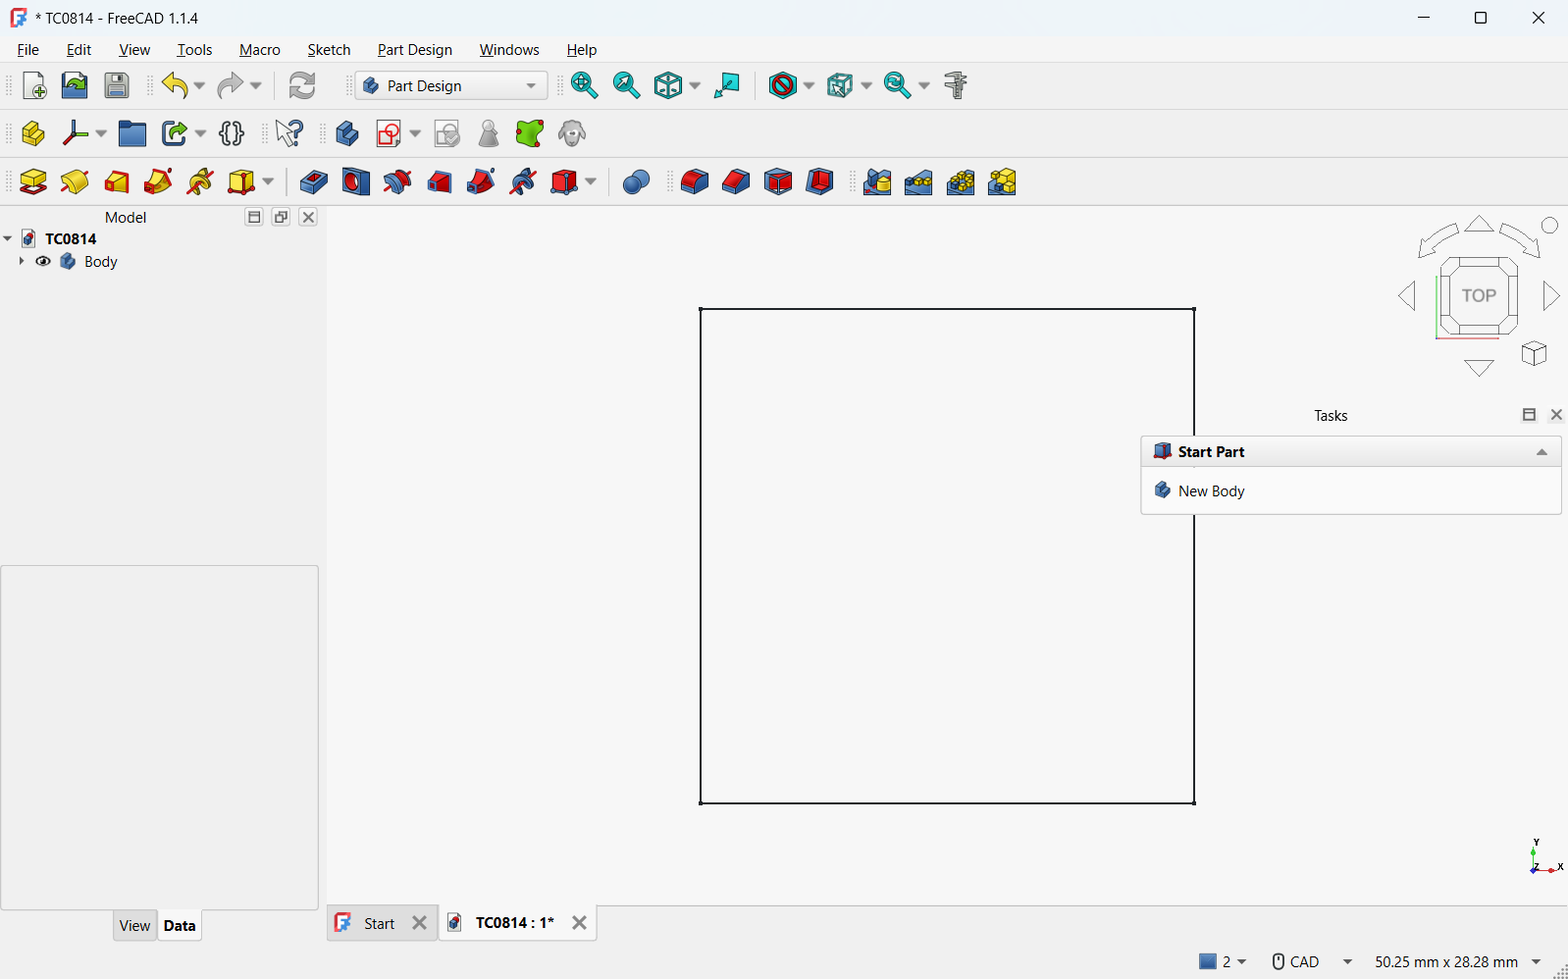 * TC0814 - FreeCAD 1.1.4
File Edit View Tools Macro Sketch Part Design Windows Help
Part Design
Model
TC0814
Body
TOP
Tasks
Start Part
New Body
Y
Z X
View Data
Start TC0814 : 1*
2 CAD 50.25 mm x 28.28 mm